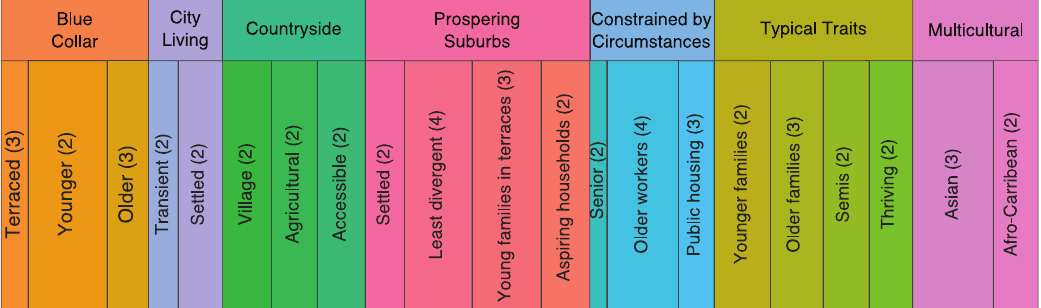 Blue
Collar
City
Living
Countryside
Prospering
Suburbs
Constrained by
Circumstances
Typical Traits
Multicultural
Terraced (3)
Younger (2)
Older (3)
Transient (2)
Settled (2)
Village (2)
Agricultural (2)
Accessible (2)
Settled (2)
Least divergent (4)
Young families in terraces (3)
Aspiring households (2)
Senior (2)
Older workers (4)
Public housing (3)
Younger families (2)
Older families (3)
Semis (2)
Thriving (2)
Asian (3)
Afro-Carribean (2)